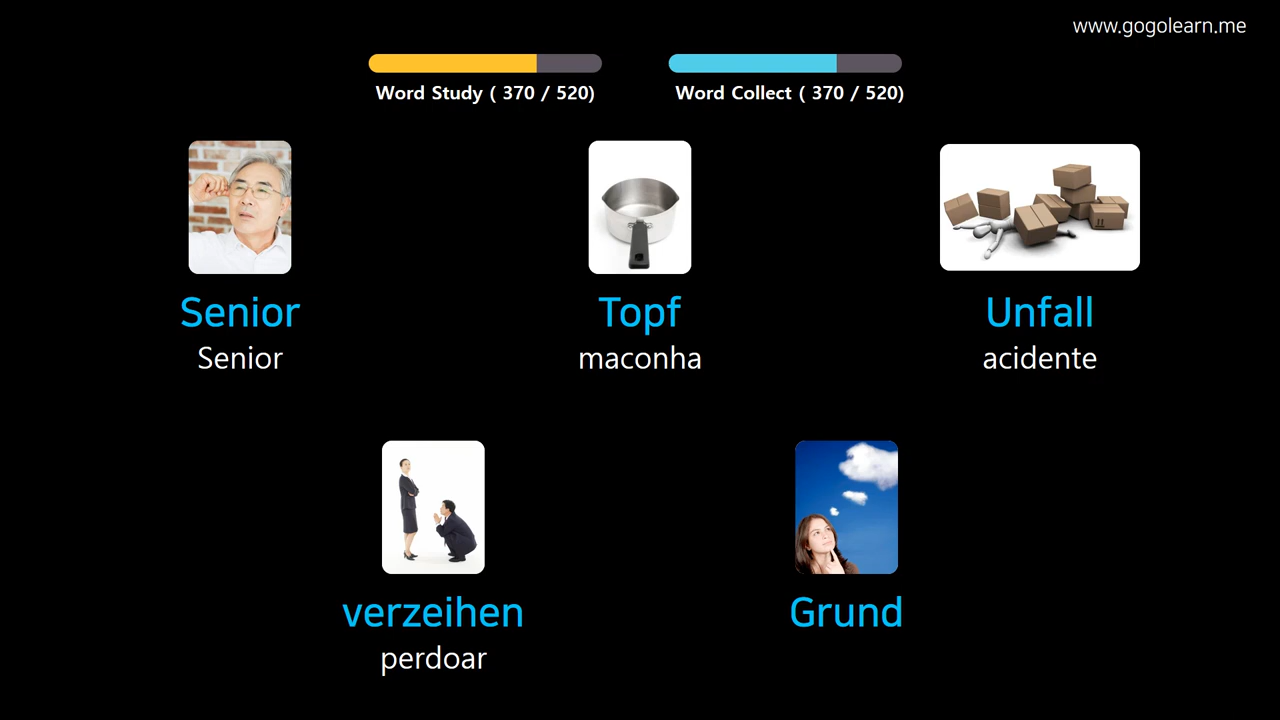 www.gogolearn.me
Word Study ( 370 / 520)
Word Collect ( 370 / 520)
Senior
Senior
Topf
maconha
Unfall
acidente
verzeihen
perdoar
Grund